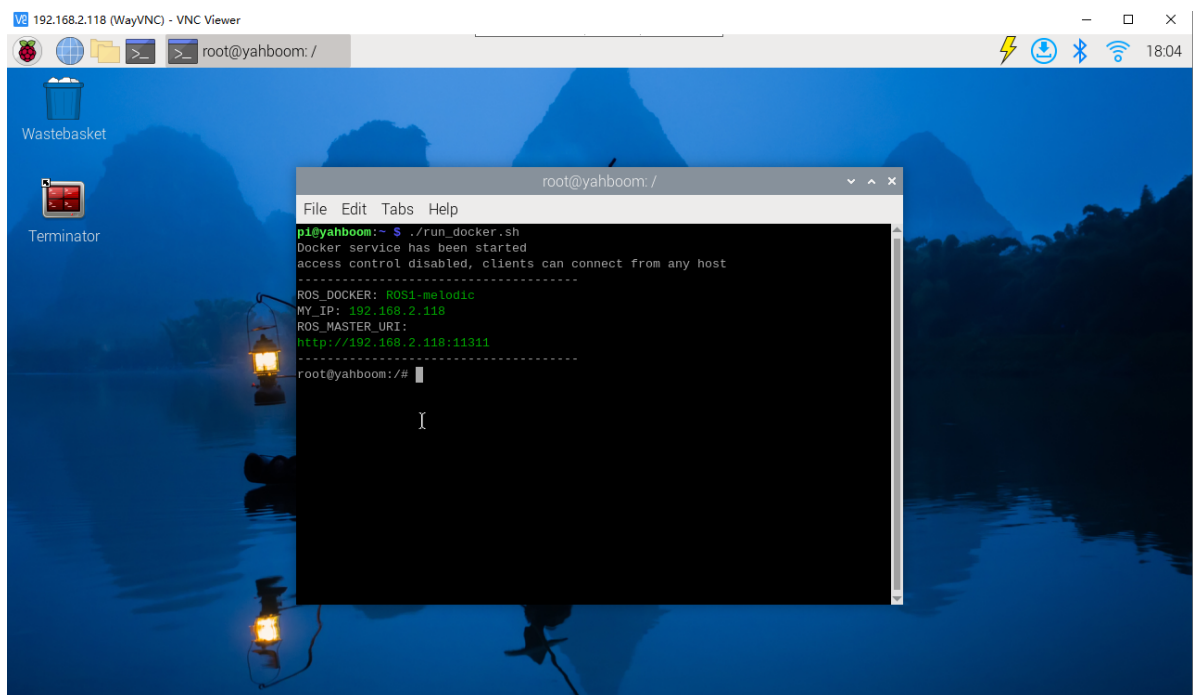 192.168.2.118 (WayVNC) - VNC Viewer
root@yahboom: /
18:04
Wastebasket
Terminator
root@yahboom: /
File Edit Tabs Help
pi@yahboom:~ $ ./run_docker.sh
Docker service has been started
access control disabled, clients can connect from any host
--------------------------------------
ROS_DOCKER: ROS1-melodic
MY_IP: 192.168.2.118
ROS_MASTER_URI:
http://192.168.2.118:11311
--------------------------------------
root@yahboom:/#